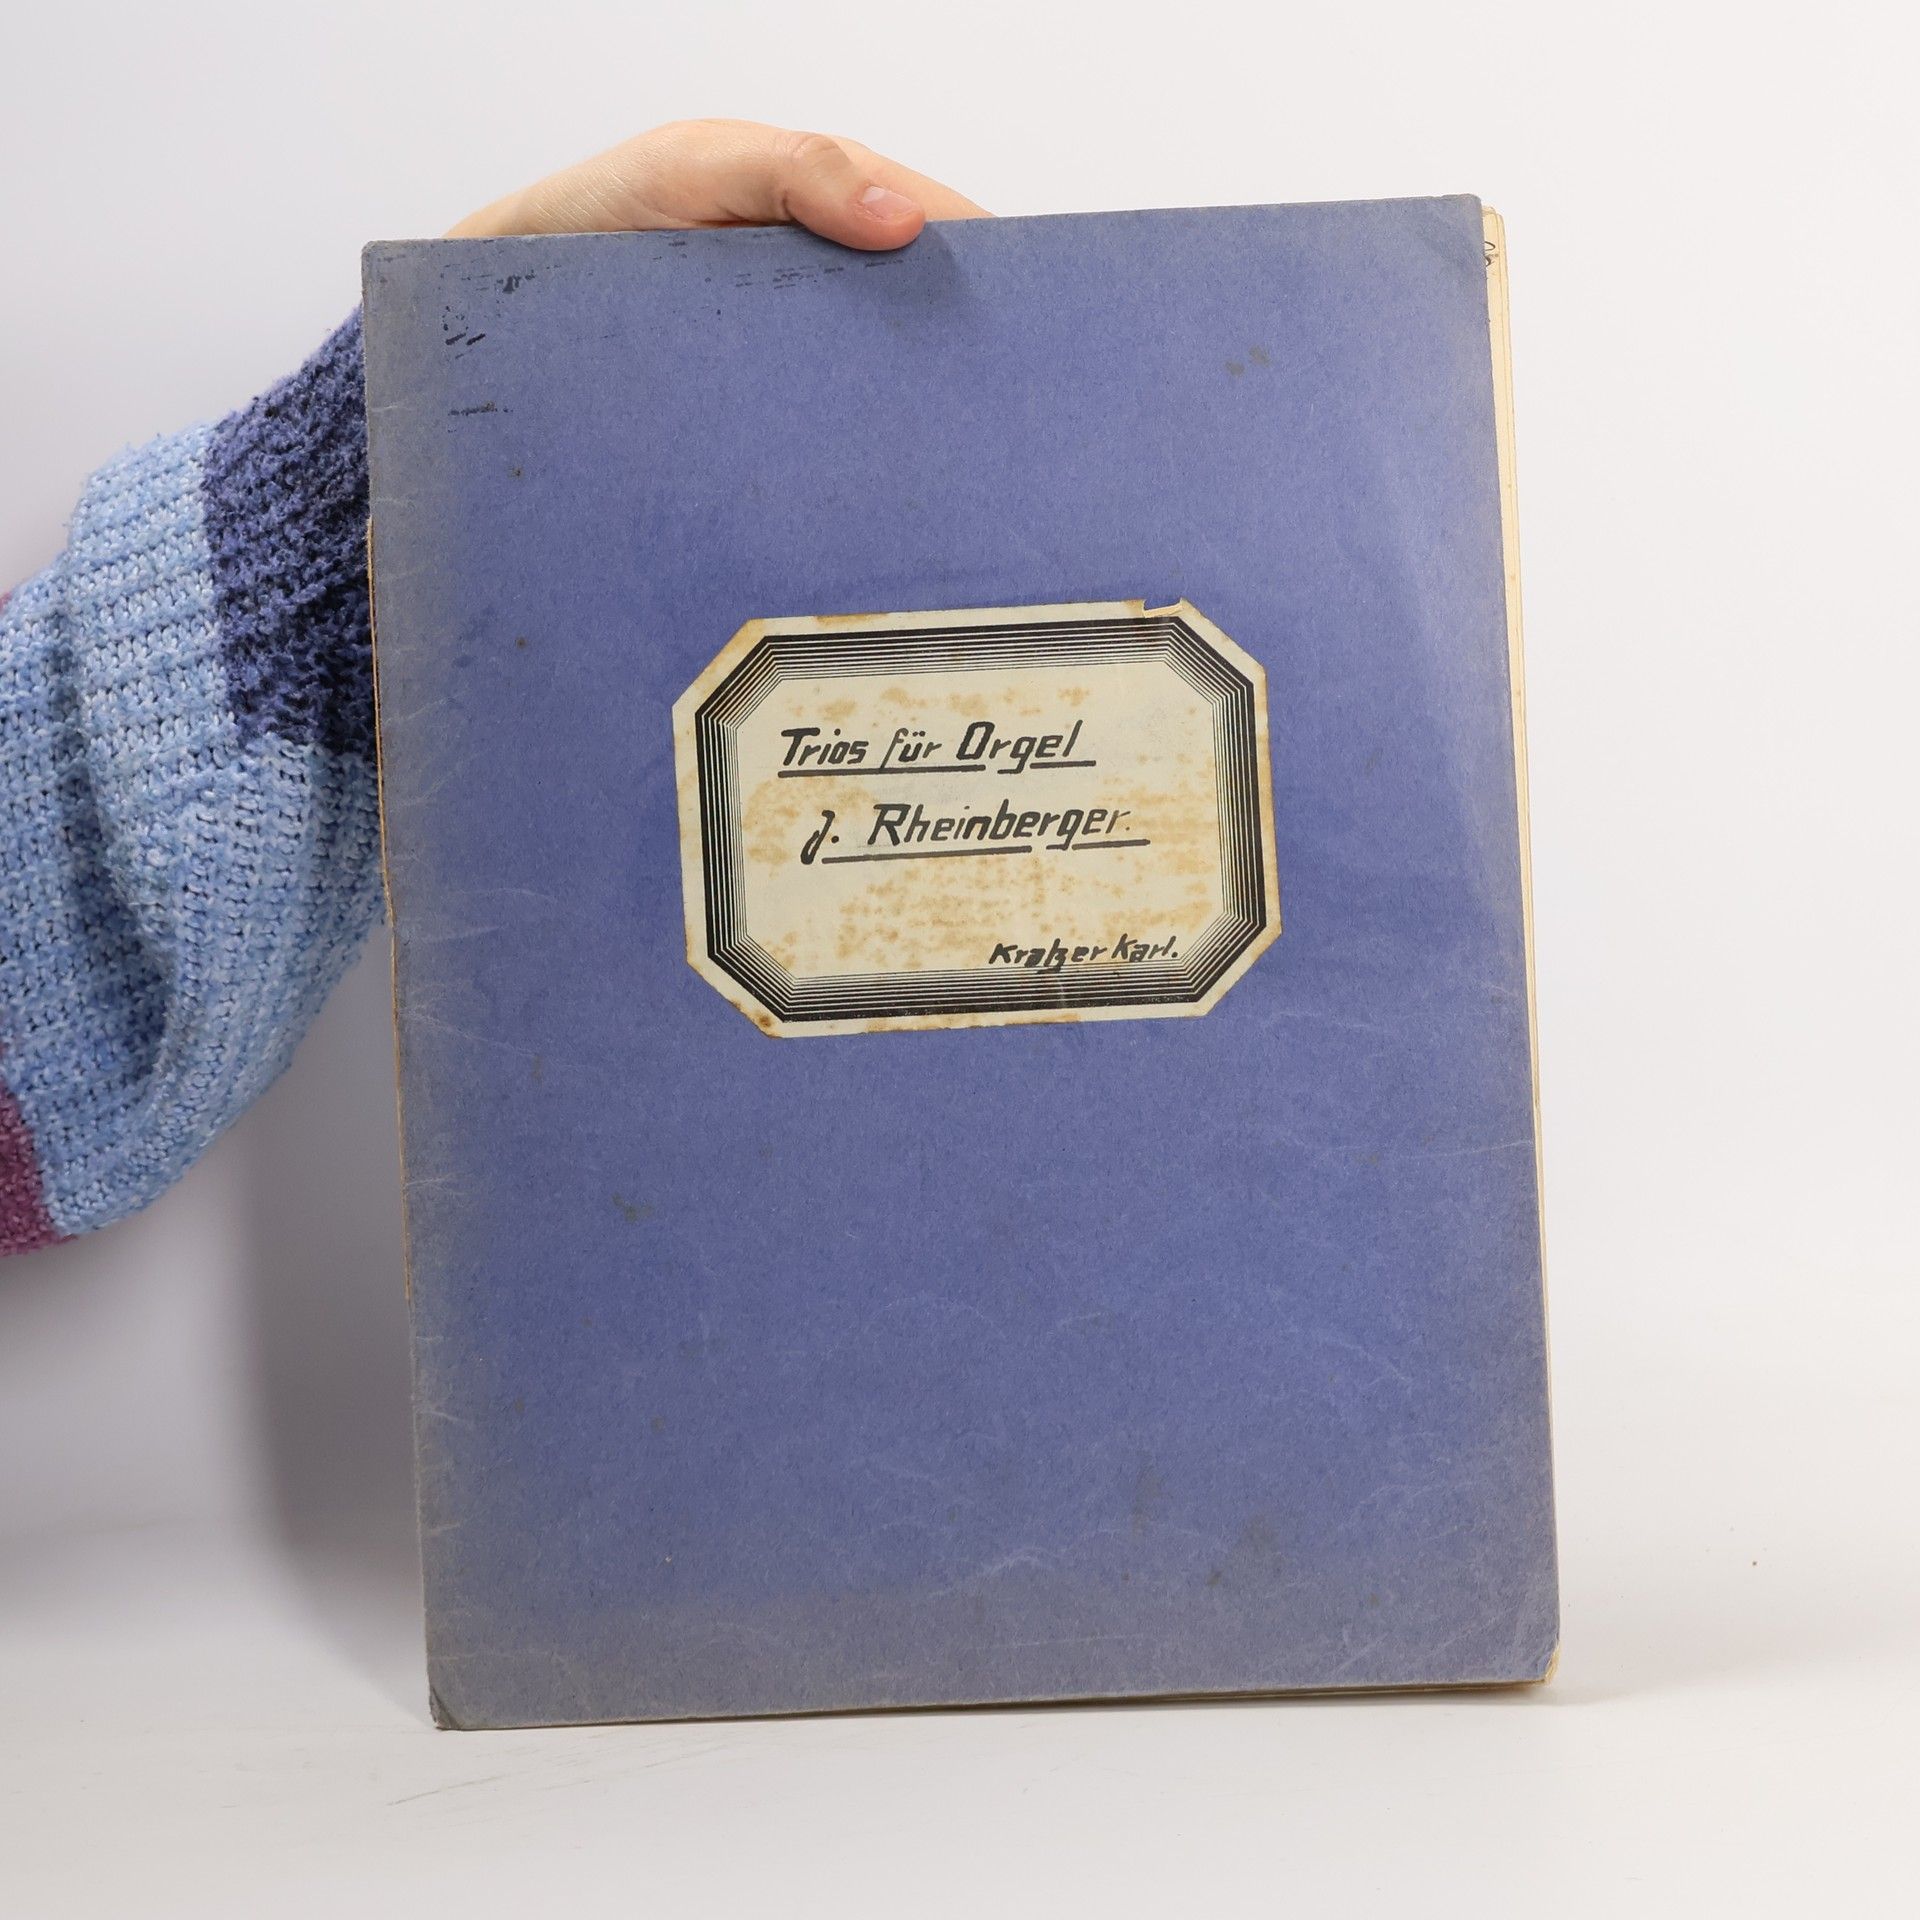 Trios für Orgel
J. Rheinberger.
Kratzer Karl.